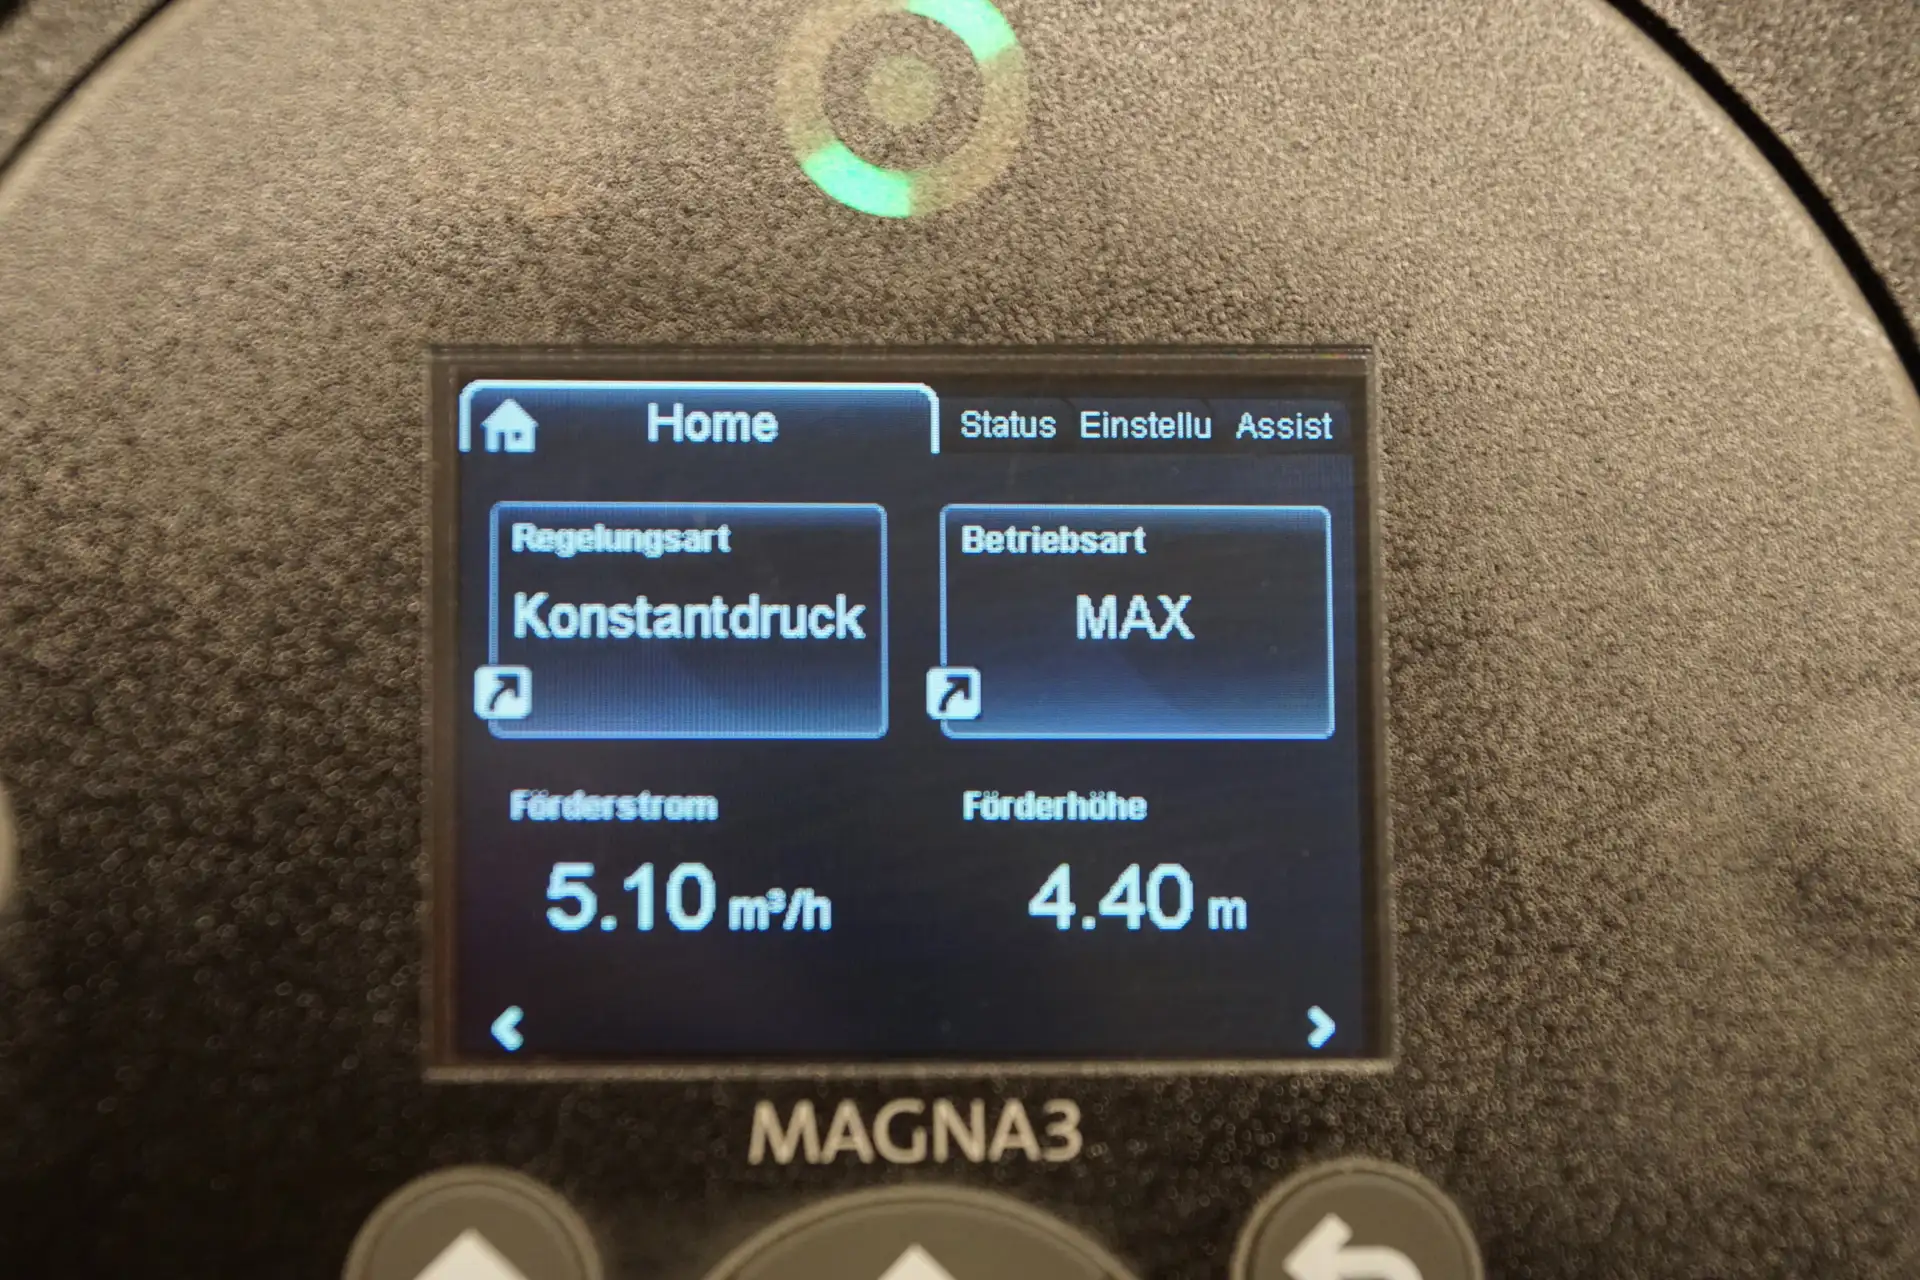 Home Status Einstellu Assist
Regelungsart Betriebsart
Konstantdruck MAX
Förderstrom Förderhöhe
5.10 m³/h 4.40 m
MAGNA3